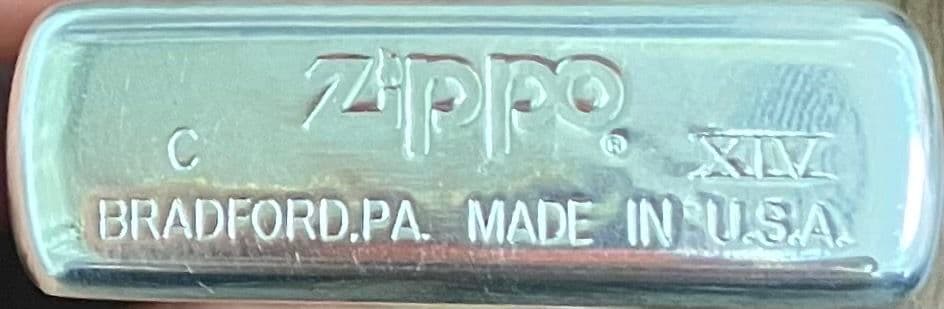 Zippo®
C XIV
BRADFORD,PA. MADE IN U.S.A.